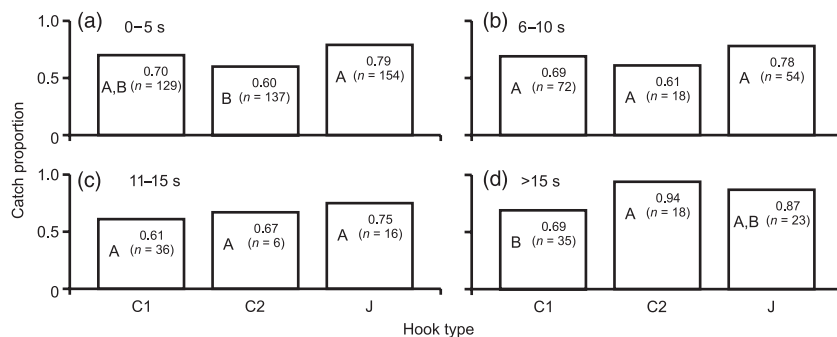 (a) 0–5 s
1.0
0.5
0
0.70
A,B (n = 129)
0.60
B (n = 137)
0.79
A (n = 154)
(b) 6–10 s
0.69
A (n = 72)
0.61
A (n = 18)
0.78
A (n = 54)
Catch proportion
(c) 11–15 s
1.0
0.5
0
0.61
A (n = 36)
0.67
A (n = 6)
0.75
A (n = 16)
C1 C2 J
(d) >15 s
0.69
B (n = 35)
0.94
A (n = 18)
0.87
A,B (n = 23)
C1 C2 J
Hook type